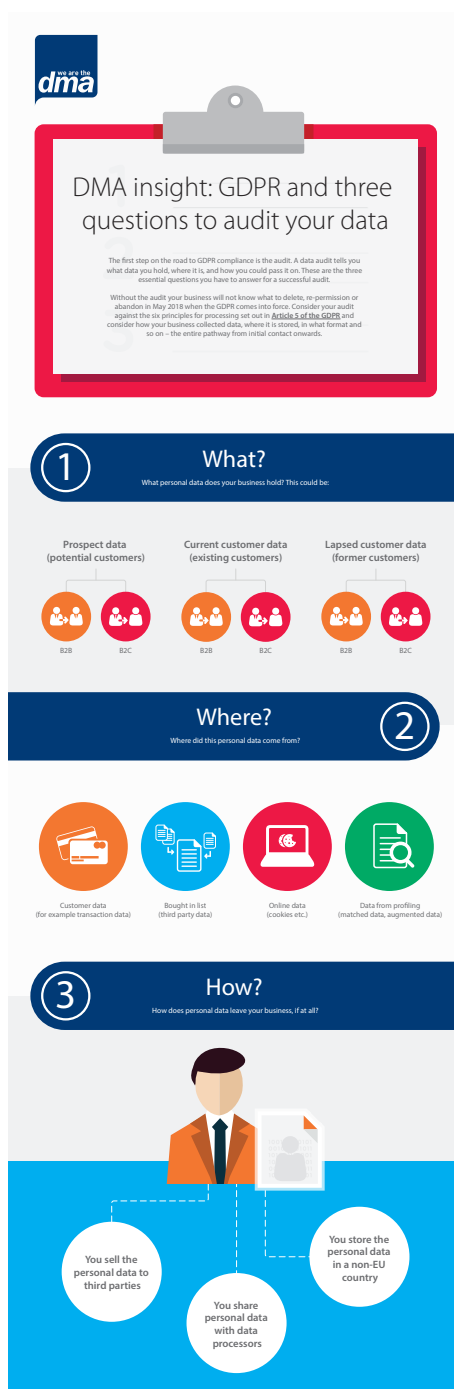 we are the
dma
DMA insight: GDPR and three
questions to audit your data
The first step on the road to GDPR compliance is the audit. A data audit tells you
what data you hold, where it is, and how you could pass it on. These are the three
essential questions you have to answer for a successful audit.
Without the audit your business will not know what to delete, re-permission or
abandon in May 2018 when the GDPR comes into force. Consider your audit
against the six principles for processing set out in Article 5 of the GDPR and
consider how your business collected data, where it is stored, in what format and
so on – the entire pathway from initial contact onwards.
1
What?
What personal data does your business hold? This could be:
Prospect data
(potential customers)
B2B
B2C
Current customer data
(existing customers)
B2B
B2C
Lapsed customer data
(former customers)
B2B
B2C
Where?
2
Where did this personal data come from?
Customer data
(for example transaction data)
Bought in list
(third party data)
Online data
(cookies etc.)
Data from profiling
(matched data, augmented data)
3
How?
How does personal data leave your business, if at all?
You sell the
personal data to
third parties
You share
personal data
with data
processors
You store the
personal data
in a non-EU
country